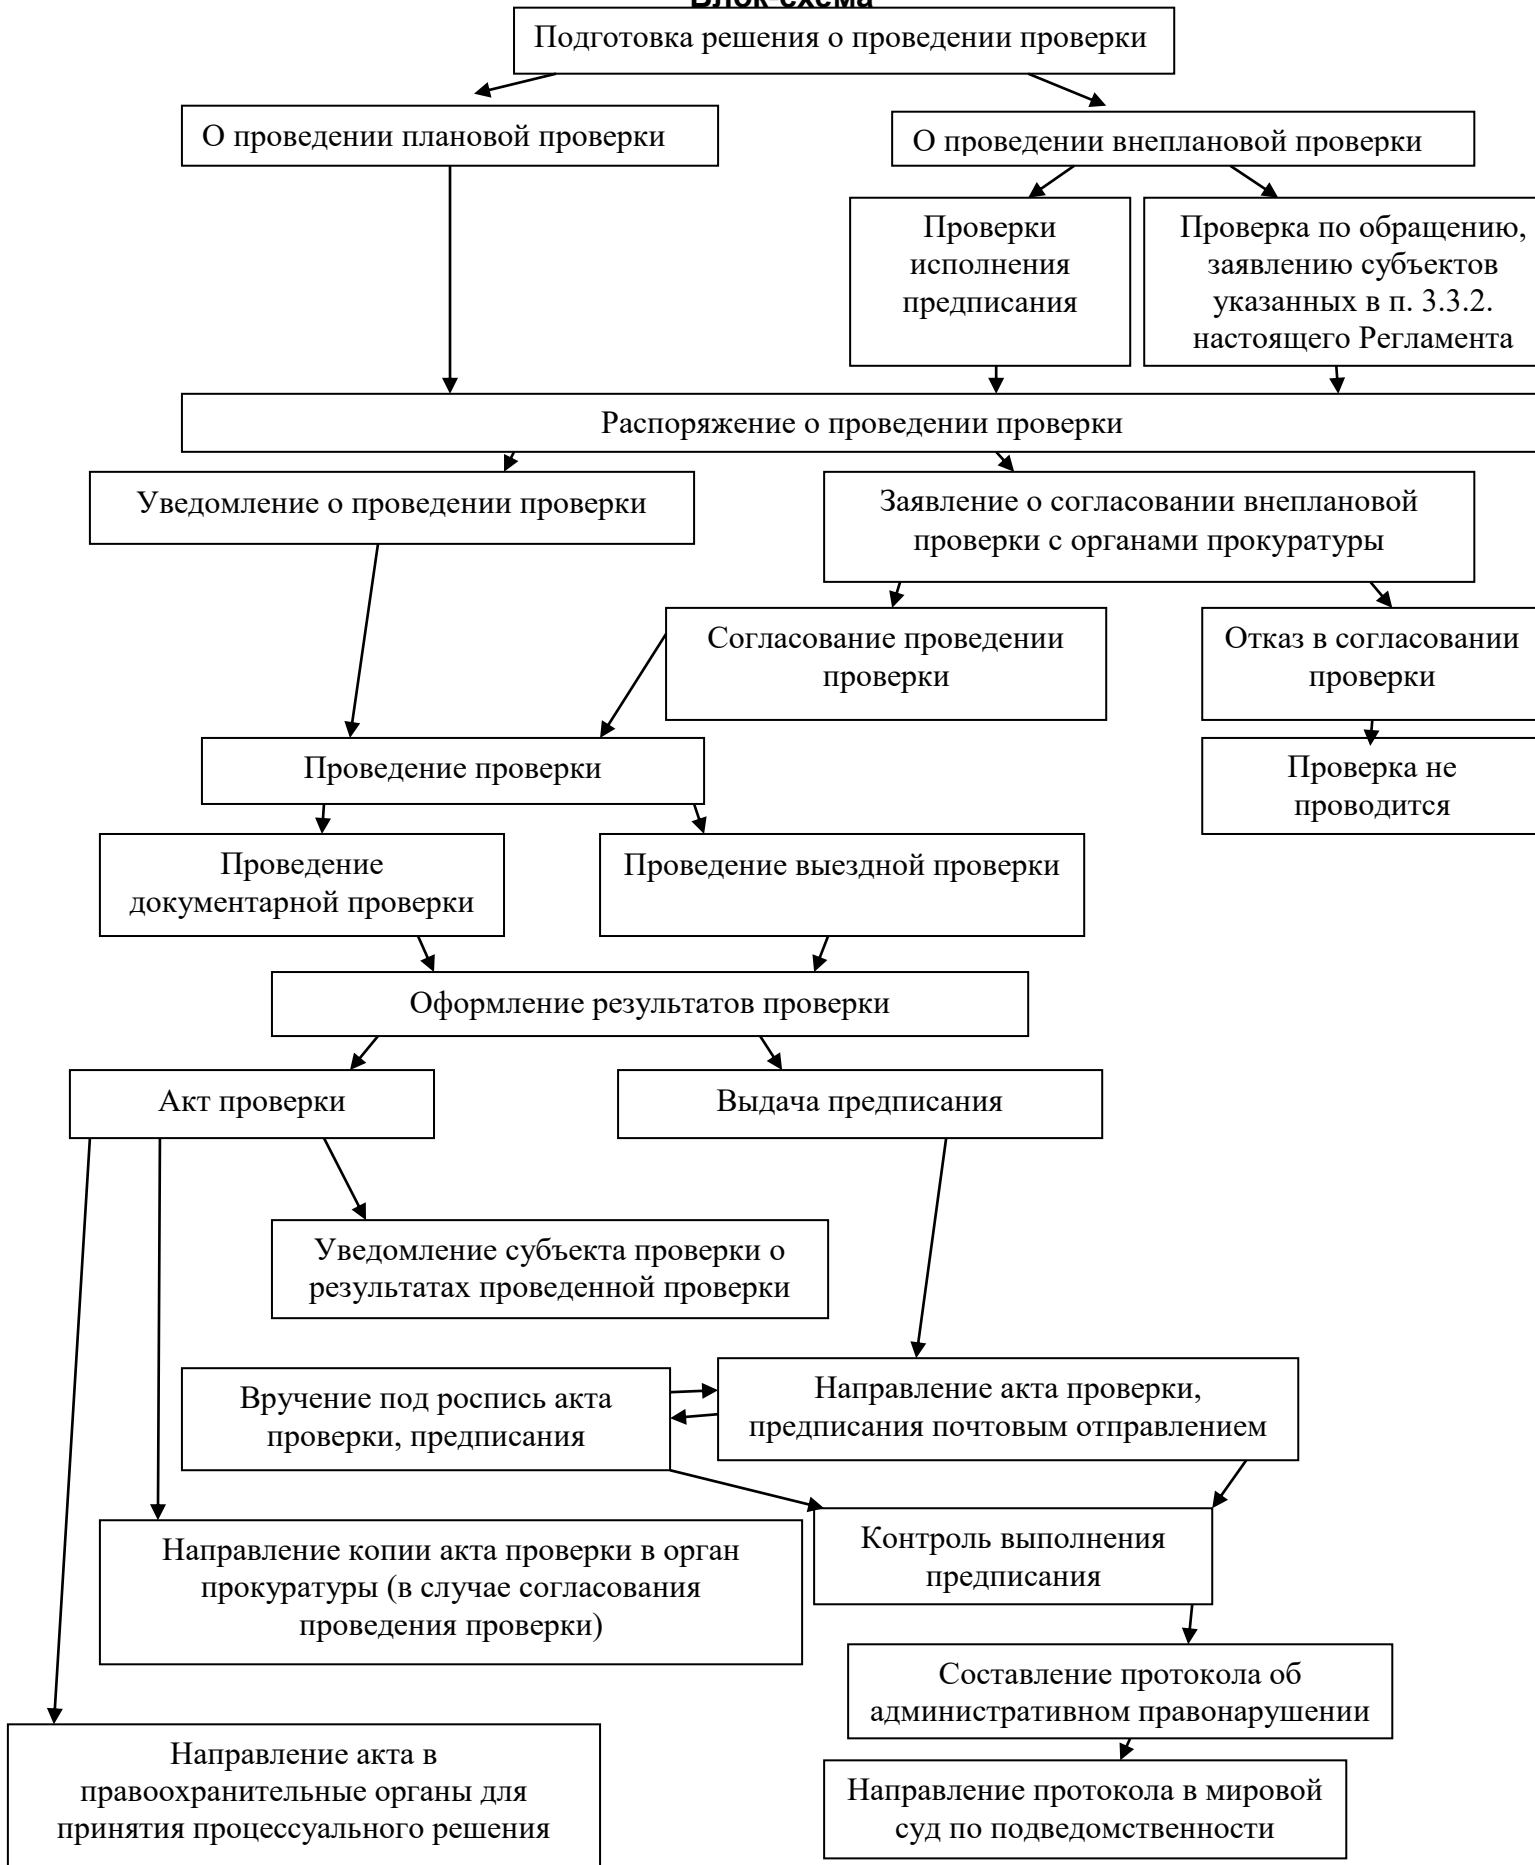 Блок-схема
Подготовка решения о проведении проверки
О проведении плановой проверки
О проведении внеплановой проверки
Проверки
исполнения
предписания
Проверка по обращению,
заявлению субъектов
указанных в п. 3.3.2.
настоящего Регламента
Распоряжение о проведении проверки
Уведомление о проведении проверки
Заявление о согласовании внеплановой
проверки с органами прокуратуры
Согласование проведении
проверки
Отказ в согласовании
проверки
Проведение проверки
Проверка не
проводится
Проведение
документарной проверки
Проведение выездной проверки
Оформление результатов проверки
Акт проверки
Выдача предписания
Уведомление субъекта проверки о
результатах проведенной проверки
Вручение под роспись акта
проверки, предписания
Направление акта проверки,
предписания почтовым отправлением
Направление копии акта проверки в орган
прокуратуры (в случае согласования
проведения проверки)
Контроль выполнения
предписания
Составление протокола об
административном правонарушении
Направление акта в
правоохранительные органы для
принятия процессуального решения
Направление протокола в мировой
суд по подведомственности